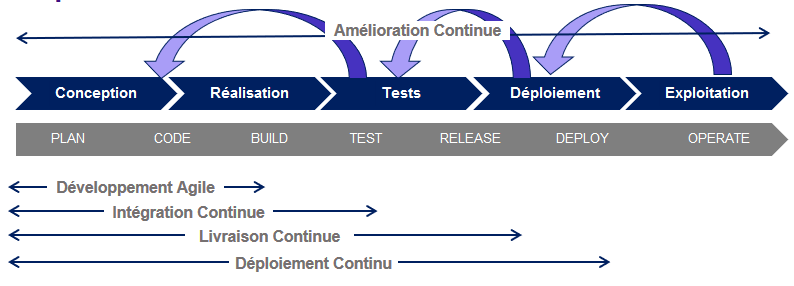 Amélioration Continue
Conception Réalisation Tests Déploiement Exploitation
PLAN CODE BUILD TEST RELEASE DEPLOY OPERATE
Développement Agile
Intégration Continue
Livraison Continue
Déploiement Continu